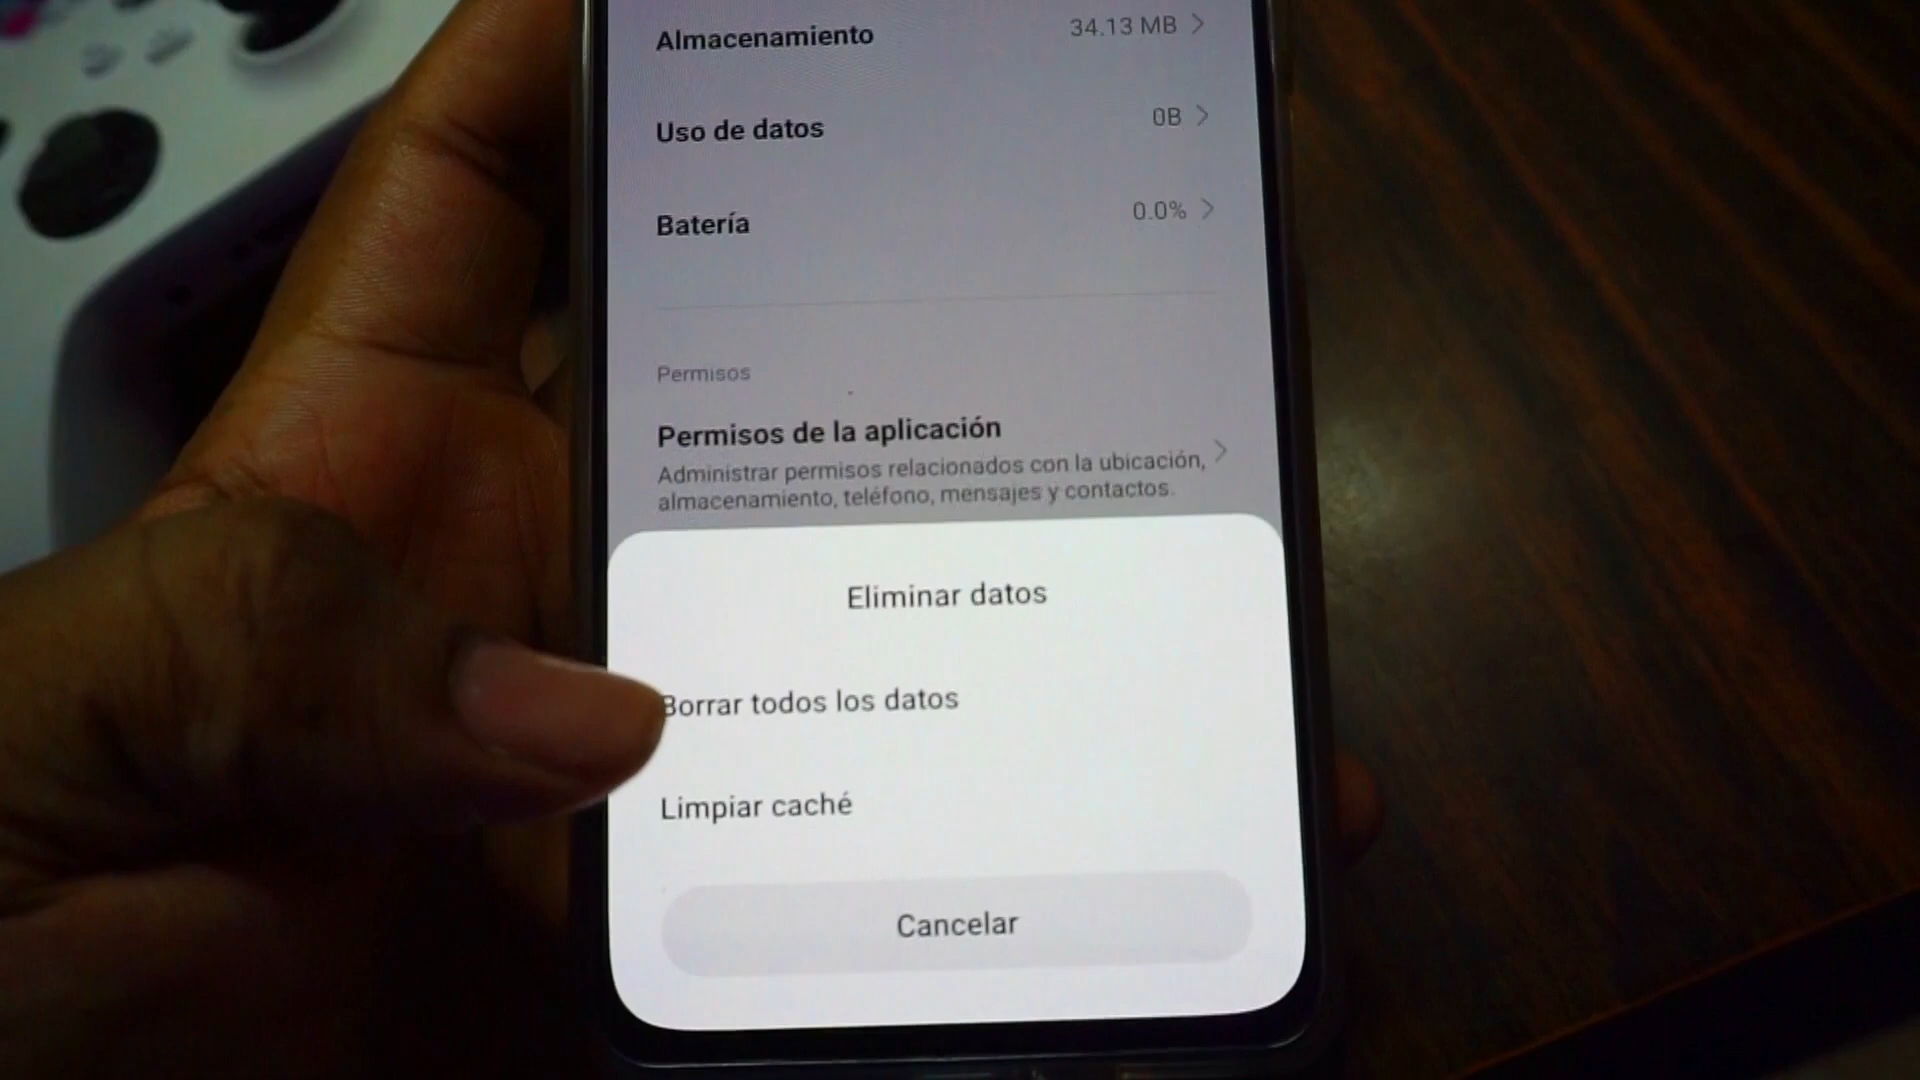 Almacenamiento 34.13 MB
Uso de datos 0B
Batería 0.0%
Permisos
Permisos de la aplicación
Administrar permisos relacionados con la ubicación,
almacenamiento, teléfono, mensajes y contactos.
Eliminar datos
Borrar todos los datos
Limpiar caché
Cancelar